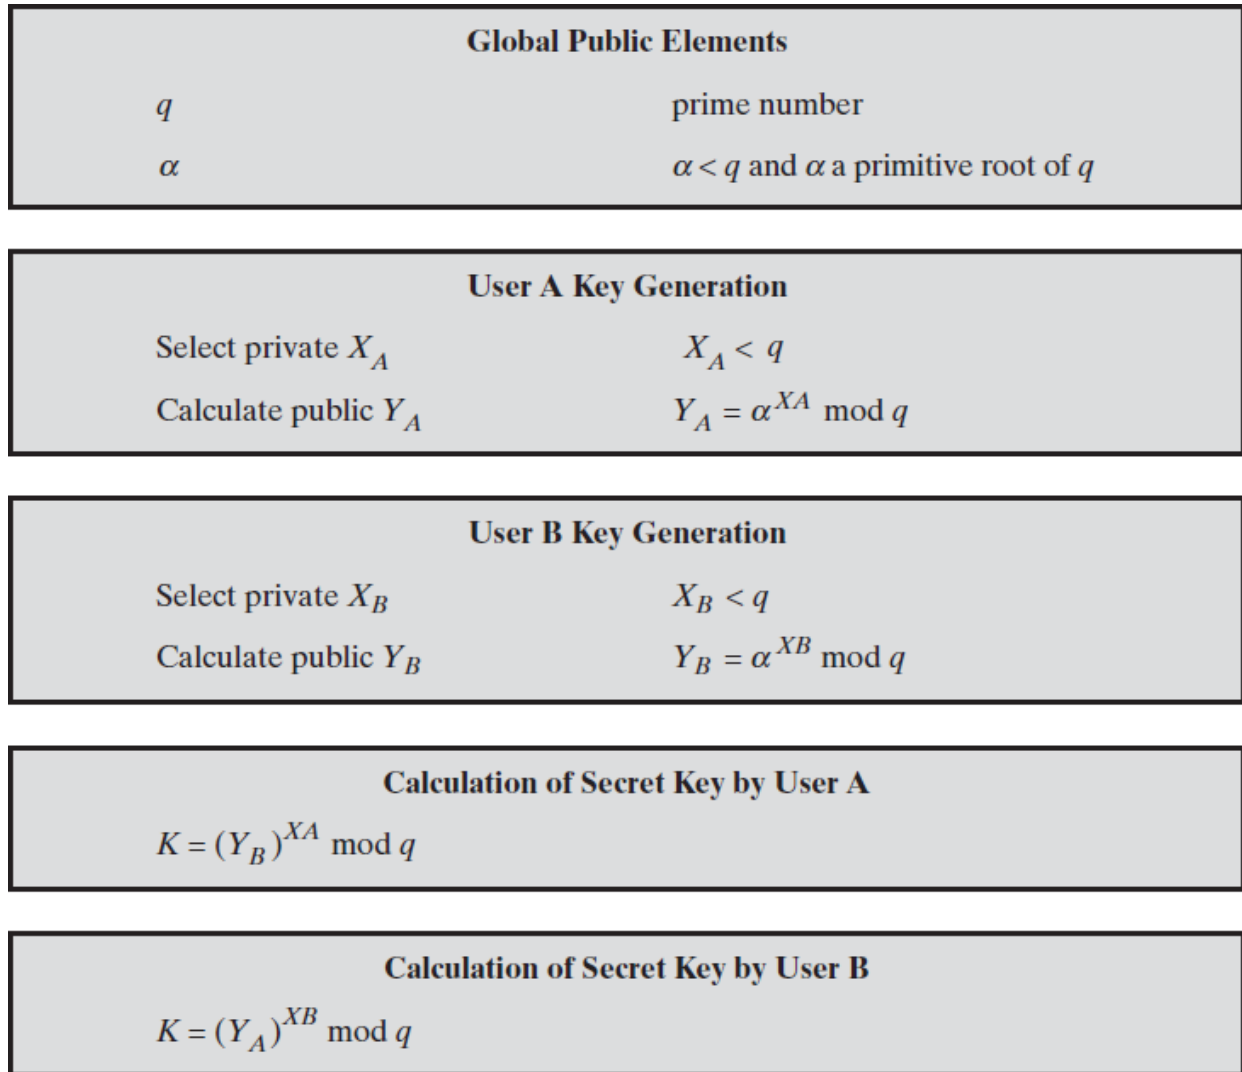 Global Public Elements
q prime number
α α < q and α a primitive root of q
User A Key Generation
Select private X_A X_A < q
Calculate public Y_A Y_A = α^{XA} mod q
User B Key Generation
Select private X_B X_B < q
Calculate public Y_B Y_B = α^{XB} mod q
Calculation of Secret Key by User A
K = (Y_B)^{XA} mod q
Calculation of Secret Key by User B
K = (Y_A)^{XB} mod q